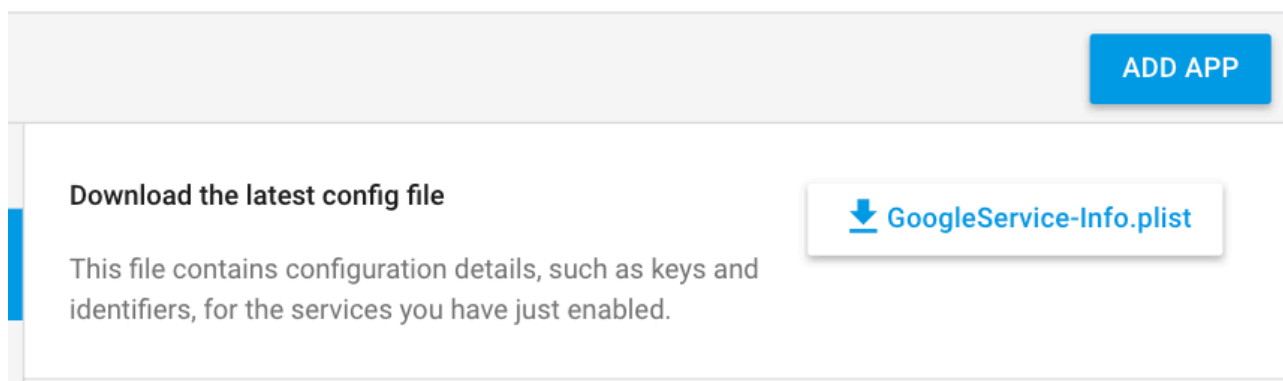 ADD APP
Download the latest config file
GoogleService-Info.plist
This file contains configuration details, such as keys and
identifiers, for the services you have just enabled.